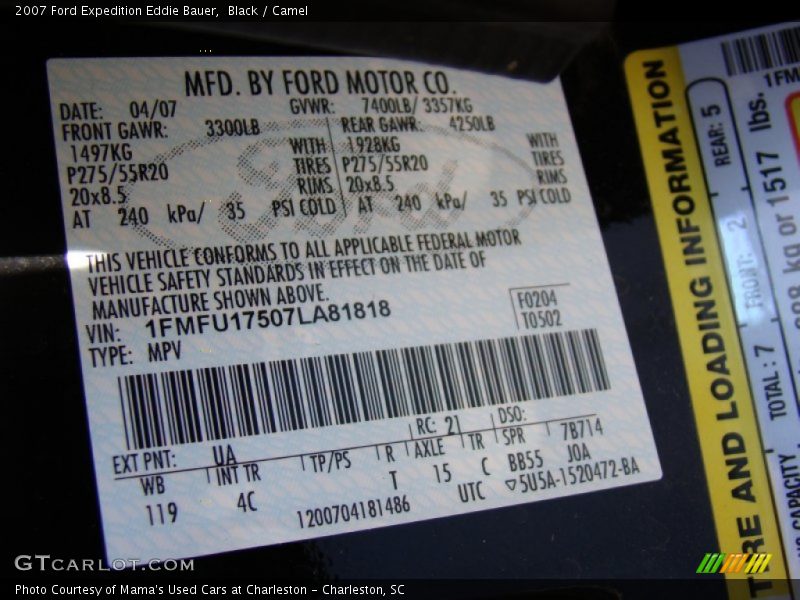 2007 Ford Expedition Eddie Bauer,  Black / Camel
MFD. BY FORD MOTOR CO.
DATE: 04/07 GVWR: 7400LB/ 3357KG
FRONT GAWR: 3300LB REAR GAWR: 4250LB
1497KG WITH 1928KG WITH
P275/55R20 TIRES P275/55R20 TIRES
20x8.5 RIMS 20x8.5 RIMS
AT 240 kPa/ 35 PSI COLD AT 240 kPa/ 35 PSI COLD
Ford
THIS VEHICLE CONFORMS TO ALL APPLICABLE FEDERAL MOTOR
VEHICLE SAFETY STANDARDS IN EFFECT ON THE DATE OF
MANUFACTURE SHOWN ABOVE.
VIN: 1FMFU17507LA81818 F0204
TYPE: MPV T0502
EXT PNT: UA RC: 21 DSO:
WB INT TR TP/PS R AXLE TR SPR 7B714
119 4C T 15 C BB55 J0A
1200704181486 UTC ▽5U5A-1520472-BA
TIRE AND LOADING INFORMATION
REAR: 5
FRONT: 2
TOTAL: 7
CAPACITY
kg or 1517 lbs.
1FM
GTCARLOT.COM
Photo Courtesy of Mama's Used Cars at Charleston – Charleston, SC